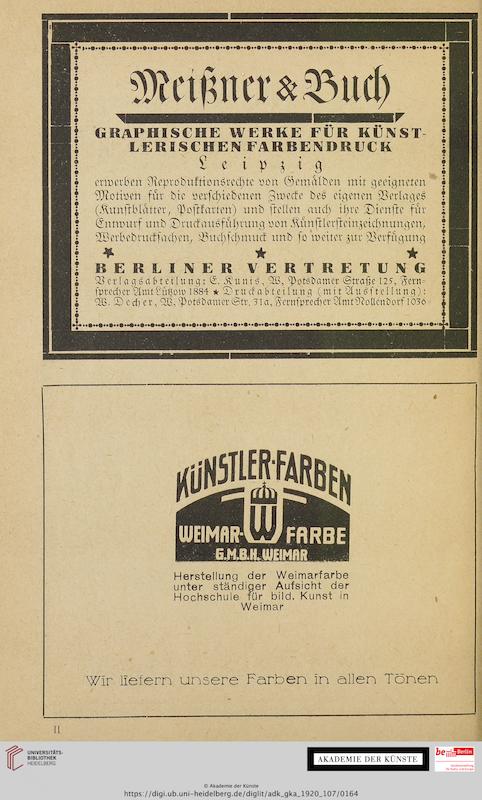 Meißner & Buch
GRAPHISCHE WERKE FÜR KÜNST-
LERISCHEN FARBENDRUCK
Leipzig
erwerben Reproduktionsrechte von Gemälden mit geeigneten
Motiven für die verschiedenen Zwecke des eigenen Verlages
(Kunstblätter, Postkarten) und stellen auch ihre Dienste für
Entwurf und Druckausführung von Künstlersteinzeichnungen,
Werbedrucksachen, Buchschmuck und so weiter zur Verfügung
★ ★ ★
BERLINER VERTRETUNG
Verlagsabteilung: E. Kunis, W, Potsdamer Straße 125, Fern-
sprecher Amt Lützow 1884 ★ Druckabteilung (mit Ausstellung):
W. Decher, W. Potsdamer Str. 31a, Fernsprecher Amt Nollendorf 1036
KÜNSTLER-FARBEN
W
WEIMAR-FARBE
G.M.B.H. WEIMAR
Herstellung der Weimarfarbe
unter ständiger Aufsicht der
Hochschule für bild. Kunst in
Weimar
Wir liefern unsere Farben in allen Tönen
II
UNIVERSITÄTS-
BIBLIOTHEK
HEIDELBERG
AKADEMIE DER KÜNSTE
be Berlin
© Akademie der Künste
https://digi.ub.uni-heidelberg.de/diglit/adk_gka_1920_107/0164